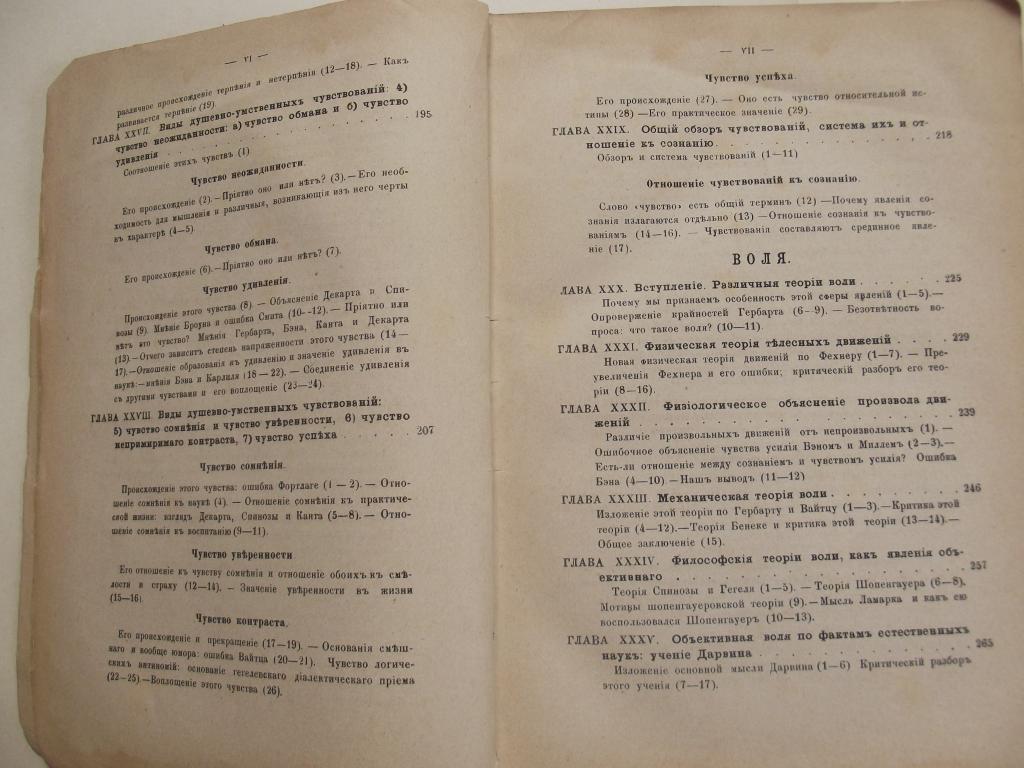 — VI —
различное происхожденіе терпѣнія и нетерпѣнія (12—18). — Какъ
развивается терпѣніе (19).
ГЛАВА XXVII. Виды душевно-умственныхъ чувствованій: 4)
чувство неожиданности: а) чувство обмана и б) чувство
удивленія . . . . . . . . . . . . 195
Соотношеніе этихъ чувствъ (1)
Чувство неожиданности.
Его происхожденіе (2).—Пріятно оно или нѣтъ? (3).—Его необ-
ходимость для мышленія и различныя, возникающія изъ него черты
въ характерѣ (4—5).
Чувство обмана.
Его происхожденіе (6).—Пріятно оно или нѣтъ? (7).
Чувство удивленія.
Происхожденіе этого чувства (8). — Объясненіе Декарта и Спи-
нозы (9). Мнѣніе Броуна и ошибка Смита (10—12). — Пріятно или
нѣтъ это чувство? Мнѣнія Гербарта, Бэна, Канта и Декарта
(13).—Отчего зависитъ степень напряженности этого чувства (14—
17).—Отношеніе образованія къ удивленію и значеніе удивленія въ
наукѣ:—мнѣнія Бэна и Карлиля (18—22). — Соединеніе удивленія
съ другими чувствами и его воплощеніе (23—24).
ГЛАВА XXVIII. Виды душевно-умственныхъ чувствованій:
5) чувство сомнѣнія и чувство увѣренности, 6) чувство
непримиримаго контраста, 7) чувство успѣха . . . . . . 207
Чувство сомнѣнія.
Происхожденіе этого чувства: ошибка Фортлаге (1 — 2). — Отно-
шеніе сомнѣнія къ наукѣ (4). — Отношеніе сомнѣнія къ практиче-
ской жизни: взглядъ Декарта, Спинозы и Канта (5—8). — Отно-
шеніе сомнѣнія къ воспитанію (9—11).
Чувство увѣренности
Его отношеніе къ чувству сомнѣнія и отношеніе обоихъ къ смѣ-
лости и страху (12—14). — Значеніе увѣренности въ жизни
(15—16)
Чувство контраста.
Его происхожденіе и прекращеніе (17—19). — Основанія смѣш-
наго и вообще юмора: ошибка Вайтца (20—21). Чувство логиче-
скихъ антиномій: основаніе гегелевскаго діалектическаго пріема
(22—25).—Воплощеніе этого чувства (26).
— VII —
Чувство успѣха.
Его происхожденіе (27). — Оно есть чувство относительной ис-
типы (28) —Его практическое значеніе (29).
ГЛАВА XXIX. Общій обзоръ чувствованій, система ихъ и от-
ношеніе къ сознанію. . . . . . . . . . . 218
Обзоръ и система чувствованій (1—11)
Отношеніе чувствованій къ сознанію.
Слово «чувство» есть общій терминъ (12) —Почему явленія со-
знанія излагаются отдѣльно (13) —Отношеніе сознанія къ чувство-
ваніямъ (14—16). — Чувствованія составляютъ срединное явле-
ніе (17).
ВОЛЯ.
ЛАВА XXX. Вступленіе. Различныя теоріи воли . . . . . . 225
Почему мы признаемъ особенность этой сферы явленій (1—5).—
Опроверженіе крайностей Гербарта (6—9). — Безотвѣтность во-
проса: что такое воля? (10—11).
ГЛАВА XXXI. Физическая теорія тѣлесныхъ движеній . . . . 229
Новая физическая теорія движеній по Фехнеру (1—7). — Пре-
увеличенія Фехнера и его ошибки; критическій разборъ его тео-
ріи (8—16).
ГЛАВА XXXII. Физіологическое объясненіе произвола дви-
женій . . . . . . . . . . . . 239
Различіе произвольныхъ движеній отъ непроизвольныхъ (1). —
Ошибочное объясненіе чувства усилія Бэномъ и Миллемъ (2—3).—
Есть-ли отношеніе между сознаніемъ и чувствомъ усилія? Ошибка
Бэна (4—10) — Нашъ выводъ (11—12)
ГЛАВА XXXIII. Механическая теорія воли . . . . . . . . 246
Изложеніе этой теоріи по Гербарту и Вайтцу (1—3).—Критика этой
теоріи (4—12).—Теорія Бенеке и критика этой теоріи (13—14).—
Общее заключеніе (15).
ГЛАВА XXXIV. Философскія теоріи воли, какъ явленія объ-
ективнаго . . . . . . . . . . . . 257
Теорія Спинозы и Гегеля (1—5). — Теорія Шопенгауера (6—8).
Мотивы шопенгауеровской теоріи (9).—Мысль Ламарка и какъ ею
воспользовался Шопенгауеръ (10—13).
ГЛАВА XXXV. Объективная воля по фактамъ естественныхъ
наукъ: ученіе Дарвина . . . . . . . . . 265
Изложеніе основной мысли Дарвина (1—6) Критическій разборъ
этого ученія (7—17).